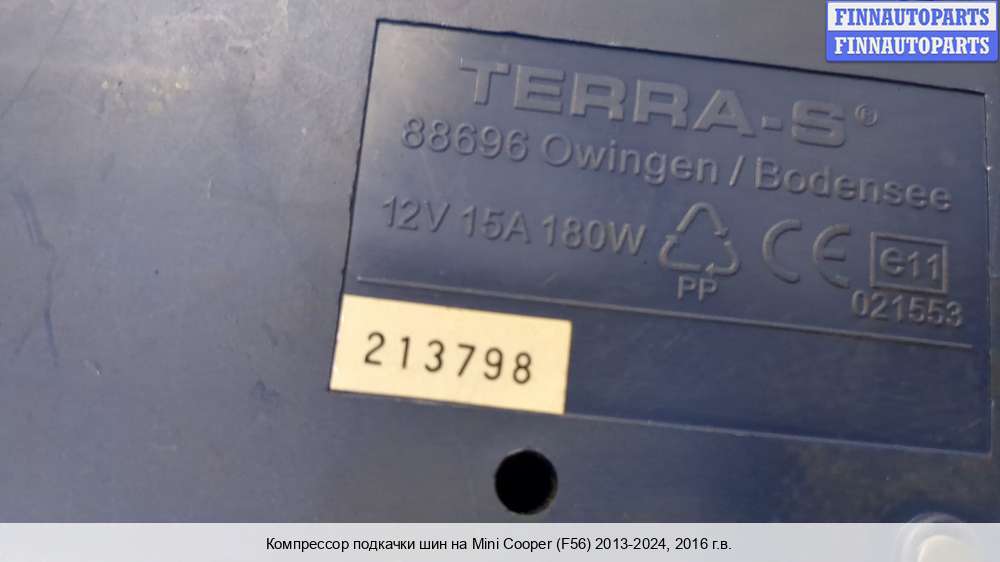 FINNAUTOPARTS
FINNAUTOPARTS
TERRA-S®
88696 Owingen / Bodensee
12V 15A 180W
PP
CE
e11
021553
213798
Компрессор подкачки шин на Mini Cooper (F56) 2013-2024, 2016 г.в.